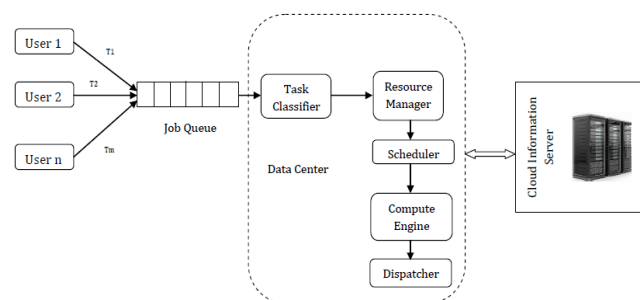 User 1
T1
User 2
T2
User n
Tm
Job Queue
Task
Classifier
Resource
Manager
Scheduler
Data Center
Compute
Engine
Dispatcher
Cloud Information
Server